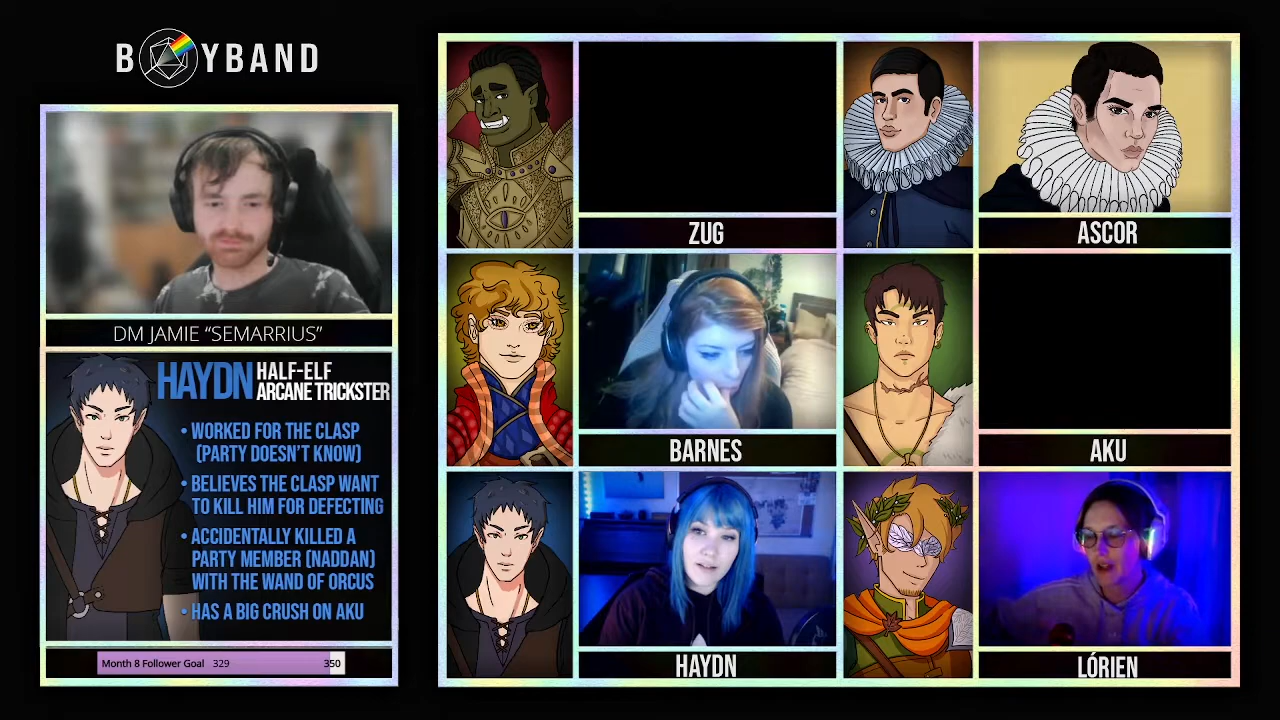 BOYBAND
DM JAMIE “SEMARRIUS”
HAYDN
HALF-ELF
ARCANE TRICKSTER
• WORKED FOR THE CLASP
(PARTY DOESN'T KNOW)
• BELIEVES THE CLASP WANT
TO KILL HIM FOR DEFECTING
• ACCIDENTALLY KILLED A
PARTY MEMBER (NADDAN)
WITH THE WAND OF ORCUS
• HAS A BIG CRUSH ON AKU
Month 8 Follower Goal 329 350
ZUG
ASCOR
BARNES
AKU
HAYDN
LÓRIEN